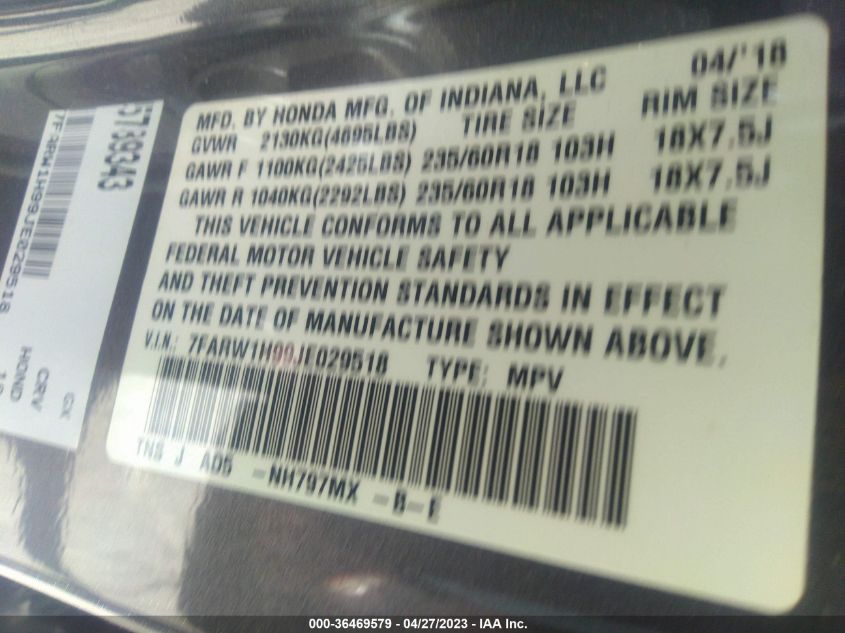 04/'18
MFD. BY HONDA MFG. OF INDIANA, LLC
TIRE SIZE RIM SIZE
GVWR 2130KG(4695LBS)
GAWR F 1100KG(2425LBS) 235/60R18 103H 18X7.5J
GAWR R 1040KG(2292LBS) 235/60R18 103H 18X7.5J
THIS VEHICLE CONFORMS TO ALL APPLICABLE
FEDERAL MOTOR VEHICLE SAFETY
AND THEFT PREVENTION STANDARDS IN EFFECT
ON THE DATE OF MANUFACTURE SHOWN ABOVE.
V.I.N.: 7FARW1H99JE029518 TYPE: MPV
TNS J A05 -NH797MX -B-E
57139343
7FARW1H99JE029518
CX
CRV
HOND
000-36469579 - 04/27/2023 - IAA Inc.